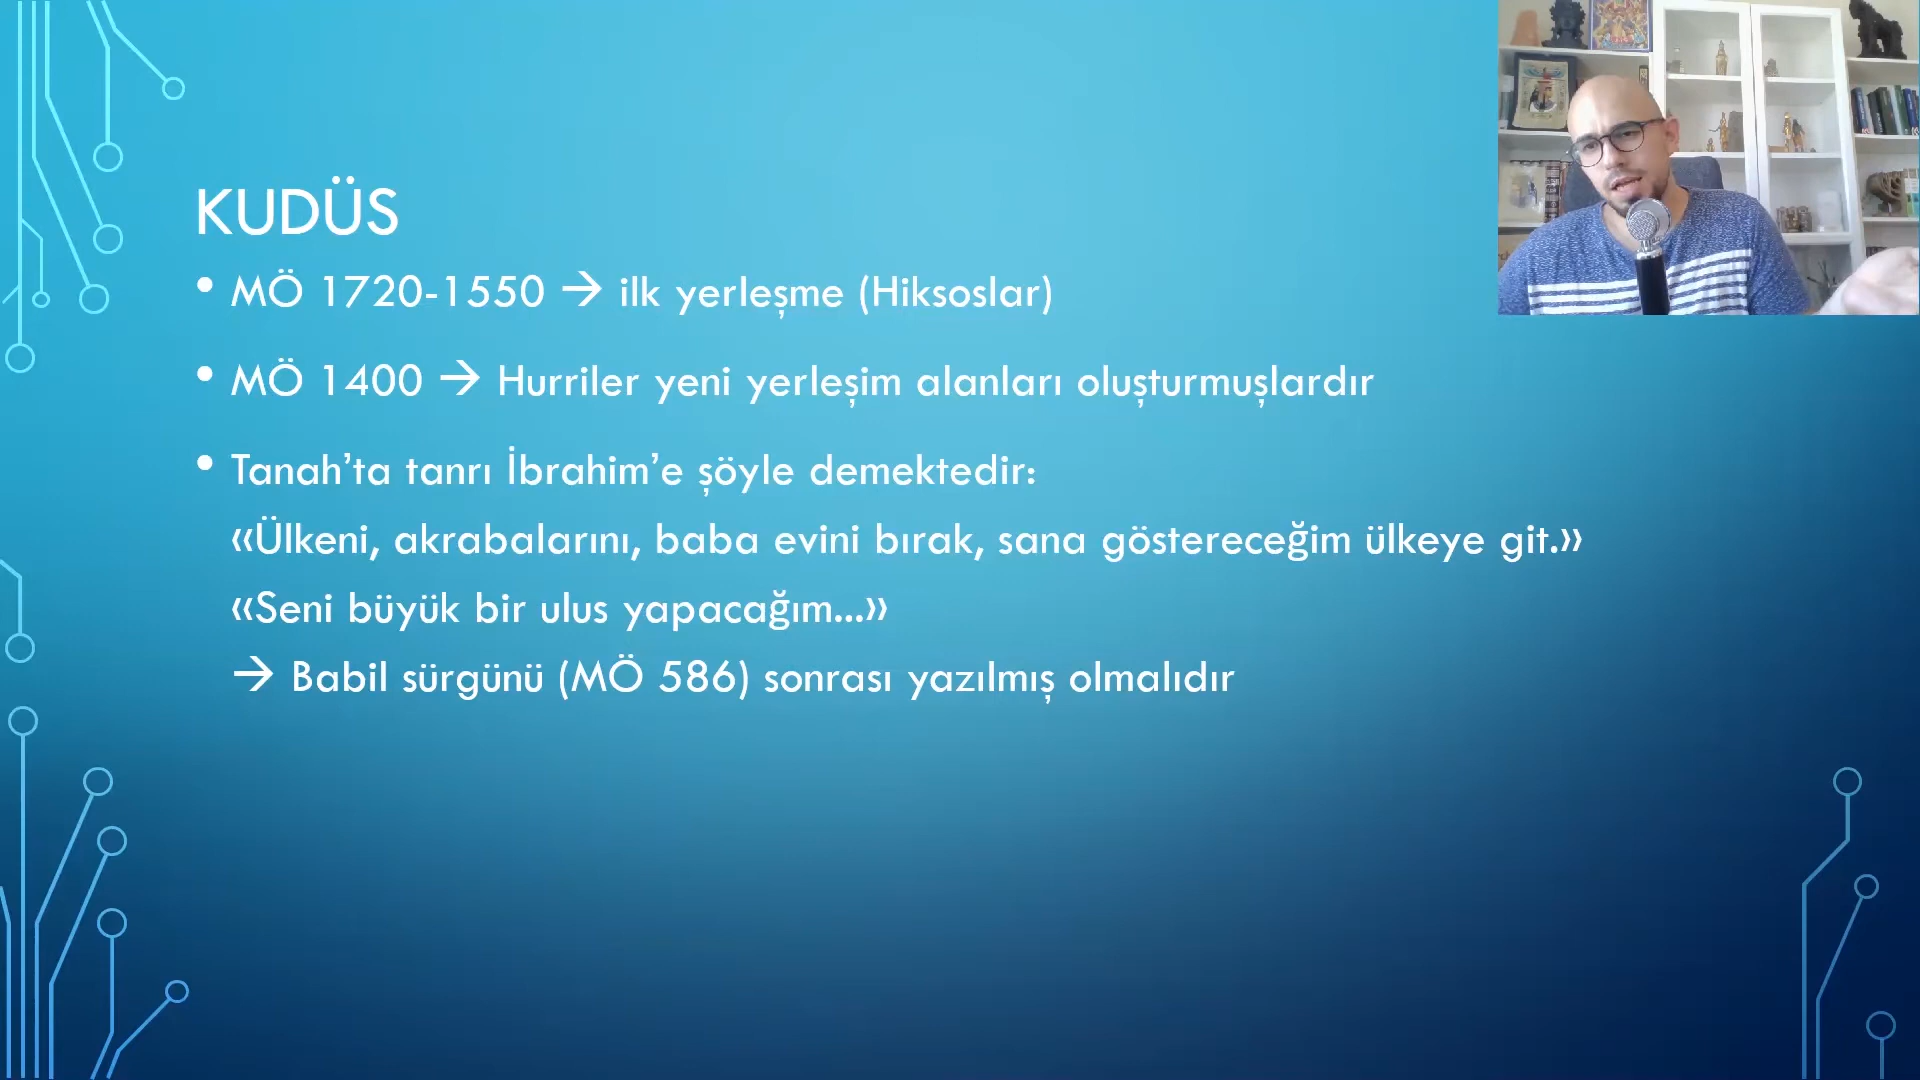 KUDÜS
• MÖ 1720-1550 → ilk yerleşme (Hiksoslar)
• MÖ 1400 → Hurriler yeni yerleşim alanları oluşturmuşlardır
• Tanah’ta tanrı İbrahim’e şöyle demektedir:
«Ülkeni, akrabalarını, baba evini bırak, sana göstereceğim ülkeye git.»
«Seni büyük bir ulus yapacağım...»
→ Babil sürgünü (MÖ 586) sonrası yazılmış olmalıdır